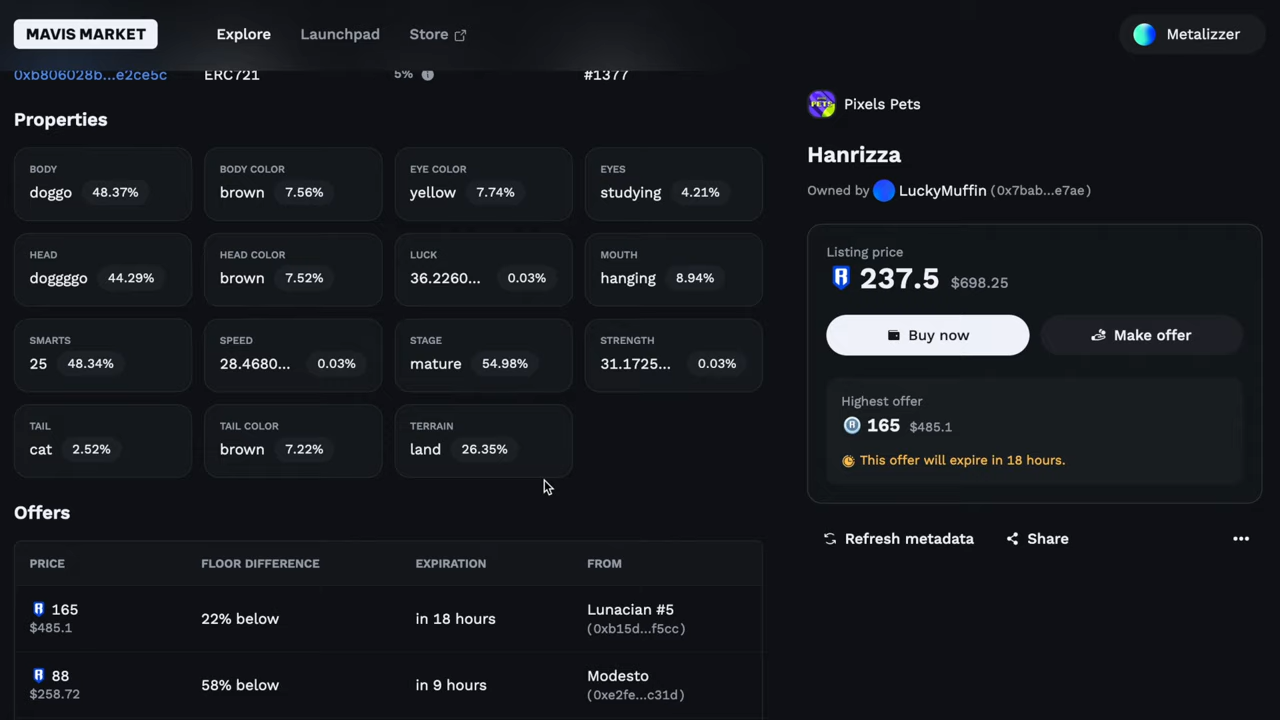 MAVIS MARKET
Explore
Launchpad
Store
Metalizzer
0xb806028b...e2ce5c
ERC721
5%
#1377
Properties
BODY
doggo 48.37%
BODY COLOR
brown 7.56%
EYE COLOR
yellow 7.74%
EYES
studying 4.21%
HEAD
doggggo 44.29%
HEAD COLOR
brown 7.52%
LUCK
36.2260... 0.03%
MOUTH
hanging 8.94%
SMARTS
25 48.34%
SPEED
28.4680... 0.03%
STAGE
mature 54.98%
STRENGTH
31.1725... 0.03%
TAIL
cat 2.52%
TAIL COLOR
brown 7.22%
TERRAIN
land 26.35%
Offers
PRICE FLOOR DIFFERENCE EXPIRATION FROM
165
$485.1
22% below
in 18 hours
Lunacian #5
(0xb15d...f5cc)
88
$258.72
58% below
in 9 hours
Modesto
(0xe2fe...c31d)
PETS
Pixels Pets
Hanrizza
Owned by LuckyMuffin (0x7bab...e7ae)
Listing price
237.5 $698.25
Buy now
Make offer
Highest offer
165 $485.1
This offer will expire in 18 hours.
Refresh metadata
Share